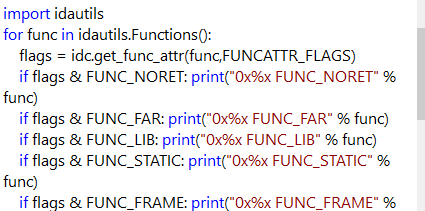 import idautils
for func in idautils.Functions():
flags = idc.get_func_attr(func,FUNCATTR_FLAGS)
if flags & FUNC_NORET: print("0x%x FUNC_NORET" %
func)
if flags & FUNC_FAR: print("0x%x FUNC_FAR" % func)
if flags & FUNC_LIB: print("0x%x FUNC_LIB" % func)
if flags & FUNC_STATIC: print("0x%x FUNC_STATIC" %
func)
if flags & FUNC_FRAME: print("0x%x FUNC_FRAME" %